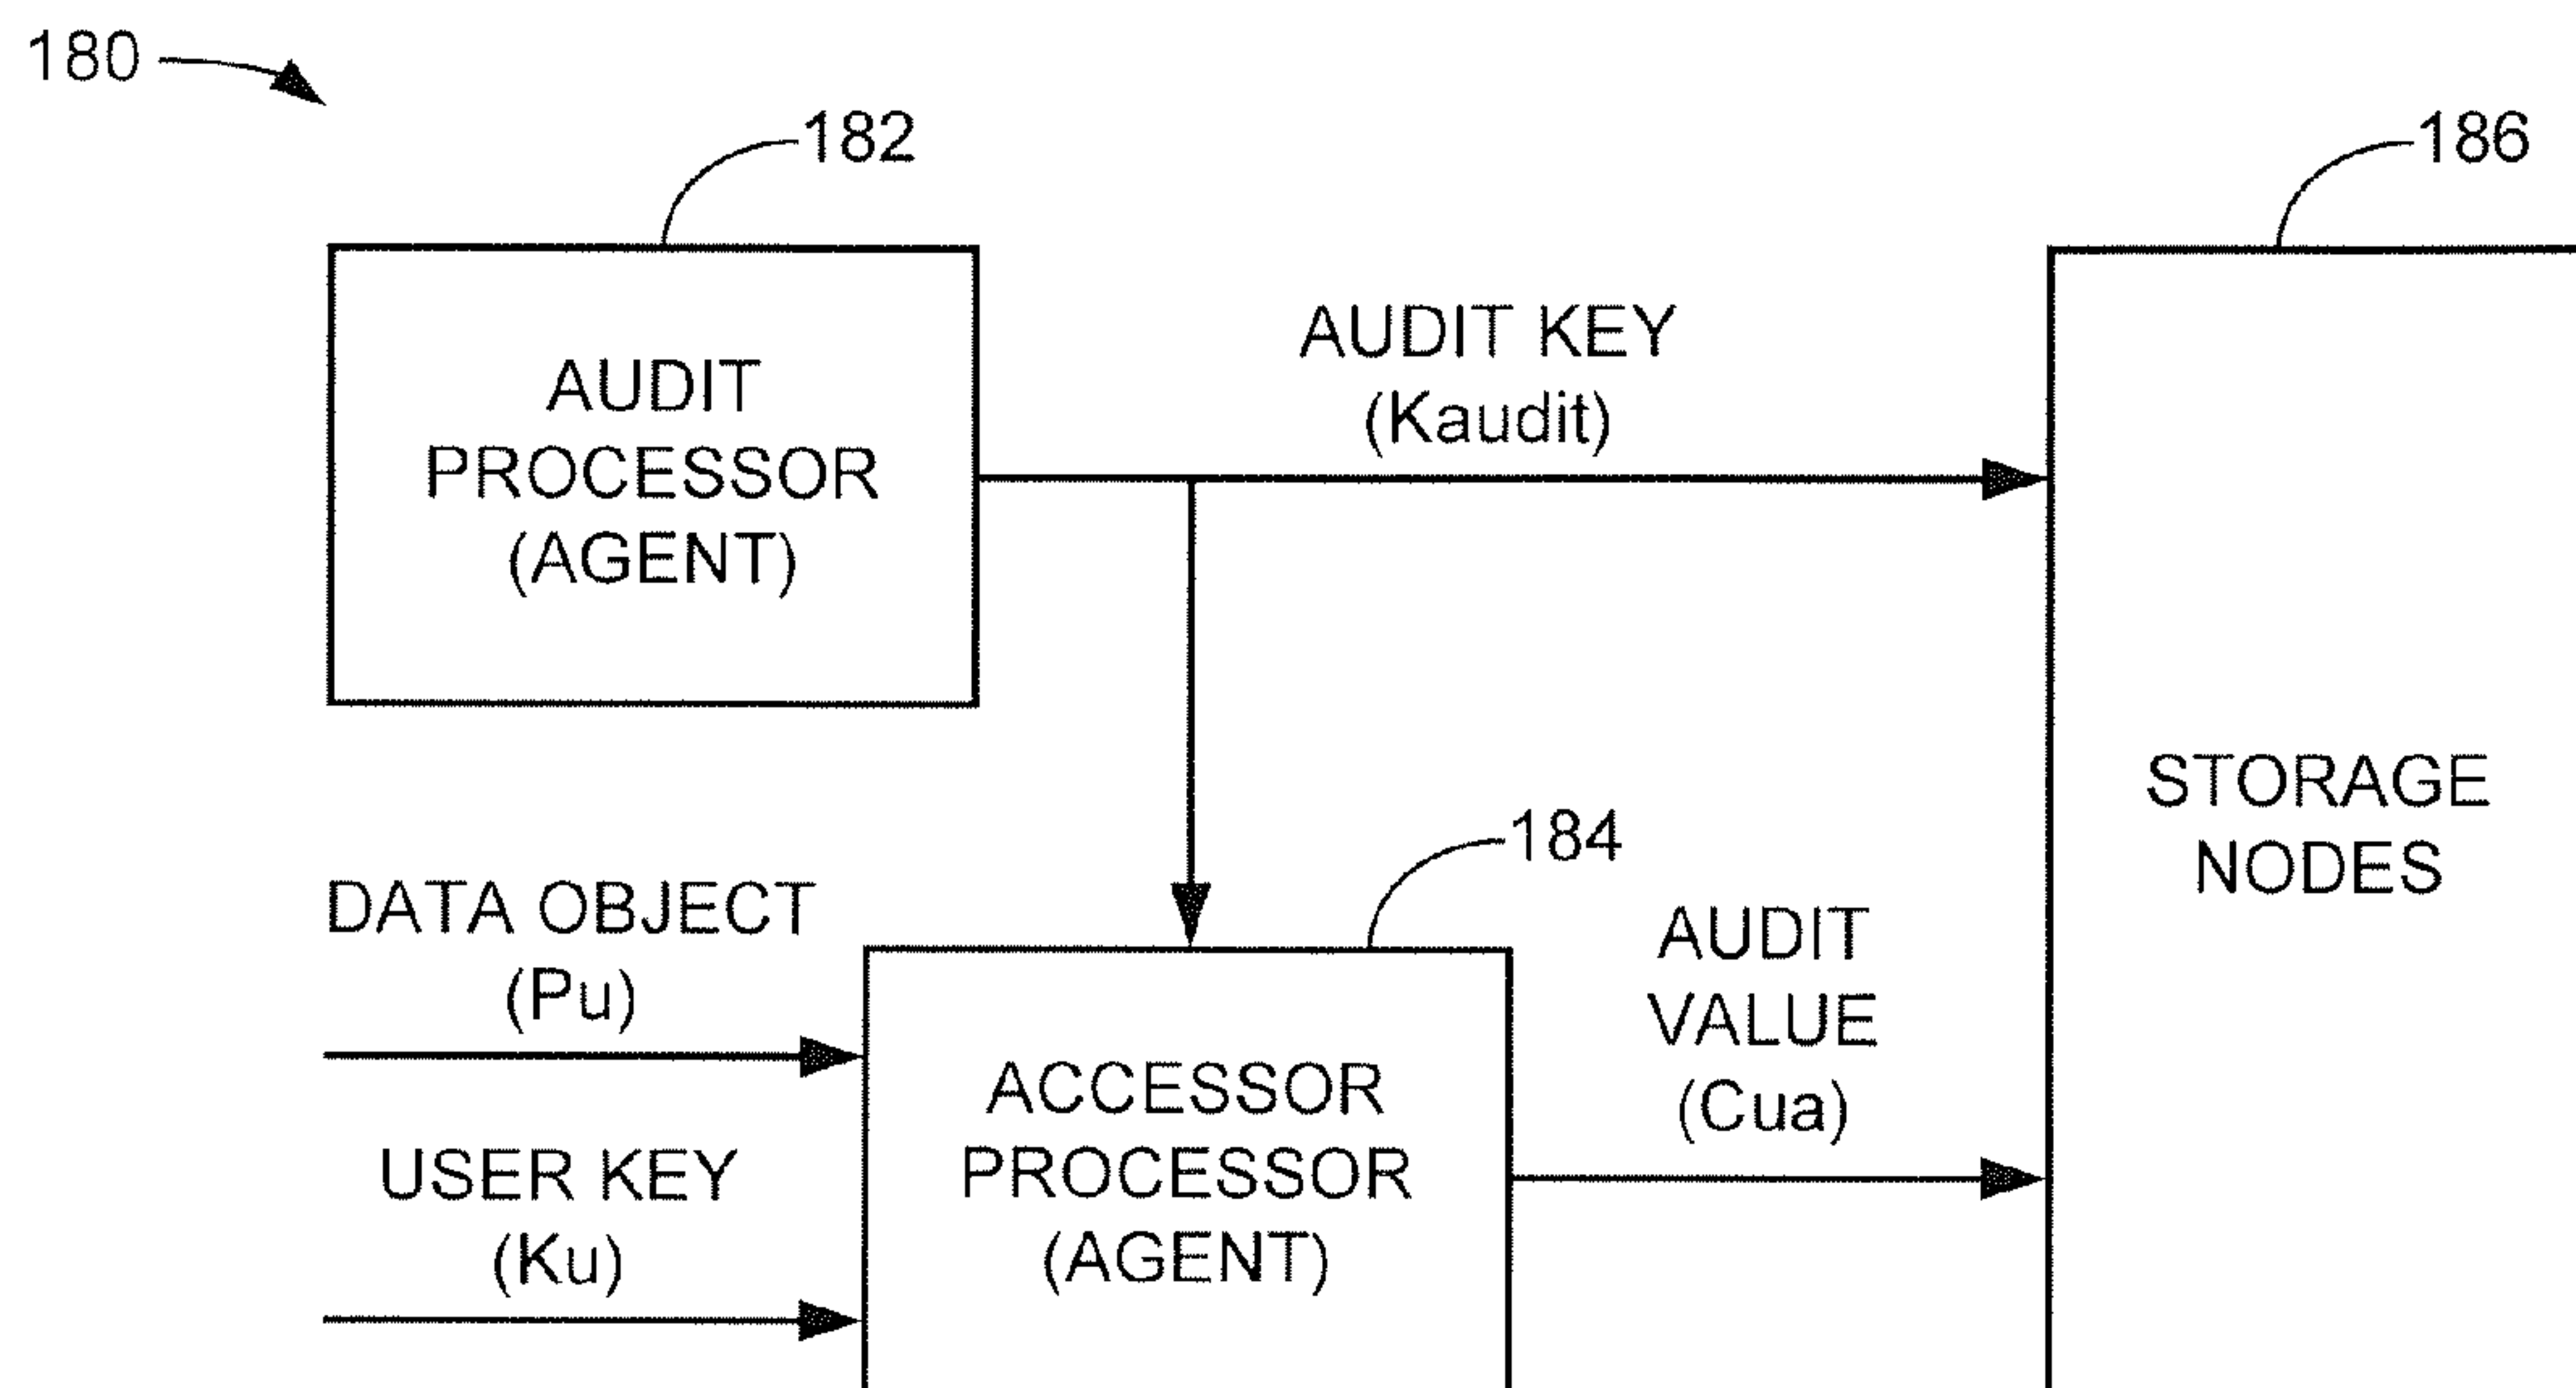 180
182
186
AUDIT
PROCESSOR
(AGENT)
AUDIT KEY
(Kaudit)
STORAGE
NODES
184
DATA OBJECT
(Pu)
USER KEY
(Ku)
ACCESSOR
PROCESSOR
(AGENT)
AUDIT
VALUE
(Cua)